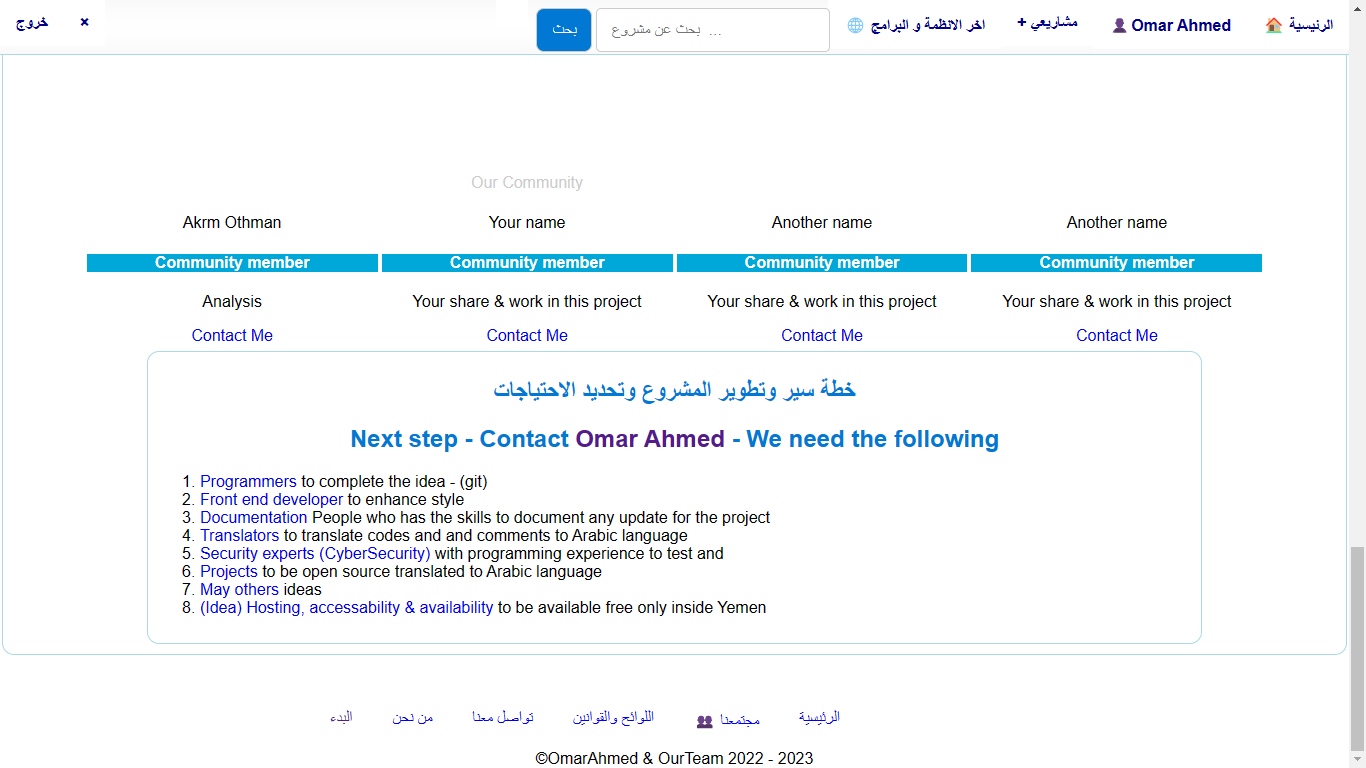 الرئيسية
Omar Ahmed
مشاريعي +
اخر الانظمة و البرامج
بحث عن مشروع ...
بحث
×
خروج
Our Community
Akrm Othman Your name Another name Another name
Community member Community member Community member Community member
Analysis Your share & work in this project Your share & work in this project Your share & work in this project
Contact Me Contact Me Contact Me Contact Me
خطة سير وتطوير المشروع وتحديد الاحتياجات
Next step - Contact Omar Ahmed - We need the following
1. Programmers to complete the idea - (git)
2. Front end developer to enhance style
3. Documentation People who has the skills to document any update for the project
4. Translators to translate codes and and comments to Arabic language
5. Security experts (CyberSecurity) with programming experience to test and
6. Projects to be open source translated to Arabic language
7. May others ideas
8. (Idea) Hosting, accessability & availability to be available free only inside Yemen
الرئيسية مجتمعنا اللوائح والقوانين تواصل معنا من نحن البدء
©OmarAhmed & OurTeam 2022 - 2023